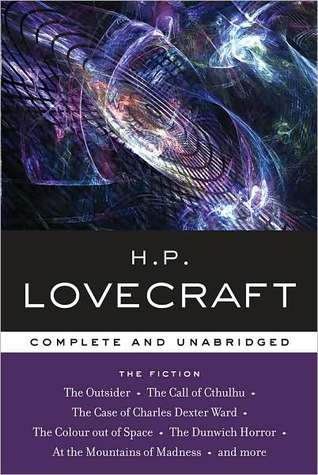 H.P.
LOVECRAFT
COMPLETE AND UNABRIDGED
THE FICTION
The Outsider • The Call of Cthulhu •
The Case of Charles Dexter Ward •
The Colour out of Space • The Dunwich Horror •
At the Mountains of Madness • and more